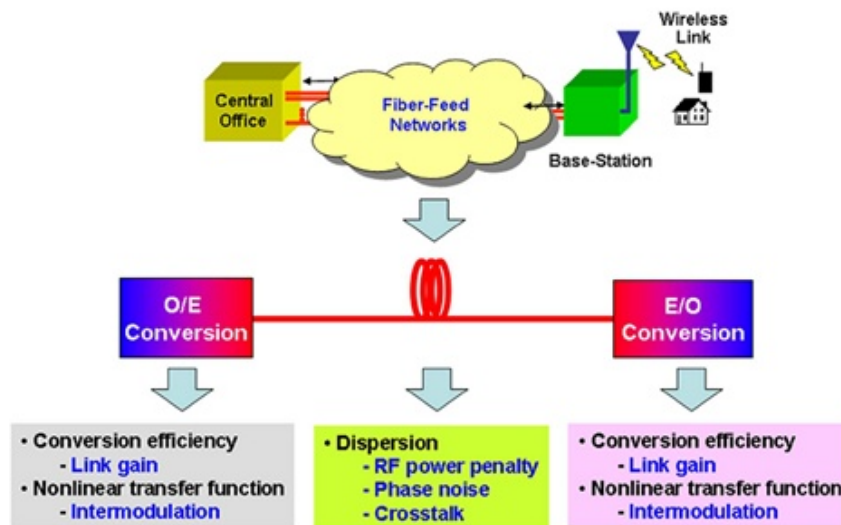 Wireless
Link
Central
Office
Fiber-Feed
Networks
Base-Station
O/E
Conversion
E/O
Conversion
• Conversion efficiency
- Link gain
• Nonlinear transfer function
- Intermodulation
• Dispersion
- RF power penalty
- Phase noise
- Crosstalk
• Conversion efficiency
- Link gain
• Nonlinear transfer function
- Intermodulation